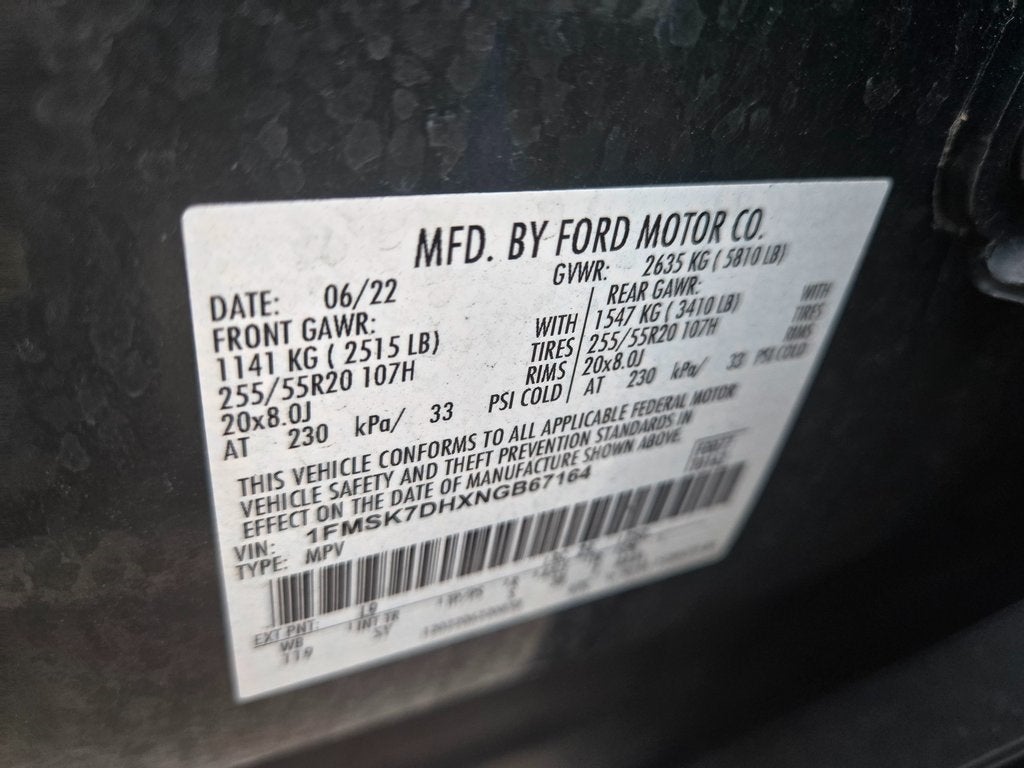 MFD. BY FORD MOTOR CO.
DATE: 06/22
GVWR: 2635 KG ( 5810 LB)
FRONT GAWR:
1141 KG ( 2515 LB) WITH
255/55R20 107H TIRES
20x8.0J RIMS
AT 230 kPa/ 33 PSI COLD
REAR GAWR:
1547 KG ( 3410 LB) WITH
255/55R20 107H TIRES
20x8.0J RIMS
AT 230 kPa/ 33 PSI COLD
THIS VEHICLE CONFORMS TO ALL APPLICABLE FEDERAL MOTOR
VEHICLE SAFETY AND THEFT PREVENTION STANDARDS IN
EFFECT ON THE DATE OF MANUFACTURE SHOWN ABOVE.
VIN: 1FMSK7DHXNGB67164
TYPE: MPV
EXT PNT:
WB INT TR
119